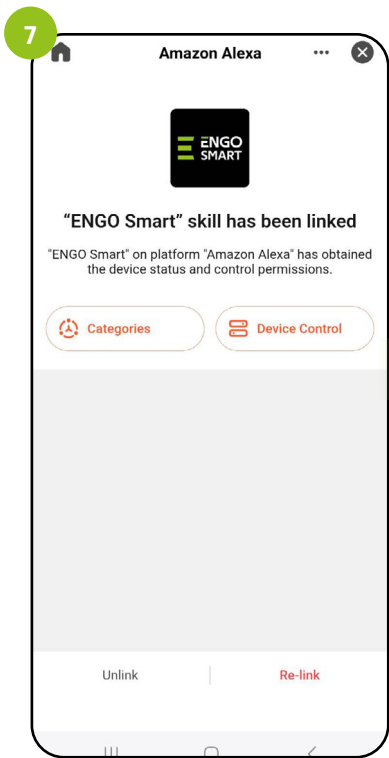 7
Amazon Alexa
ENGO
SMART
“ENGO Smart” skill has been linked
"ENGO Smart" on platform "Amazon Alexa" has obtained
the device status and control permissions.
Categories
Device Control
Unlink
Re-link